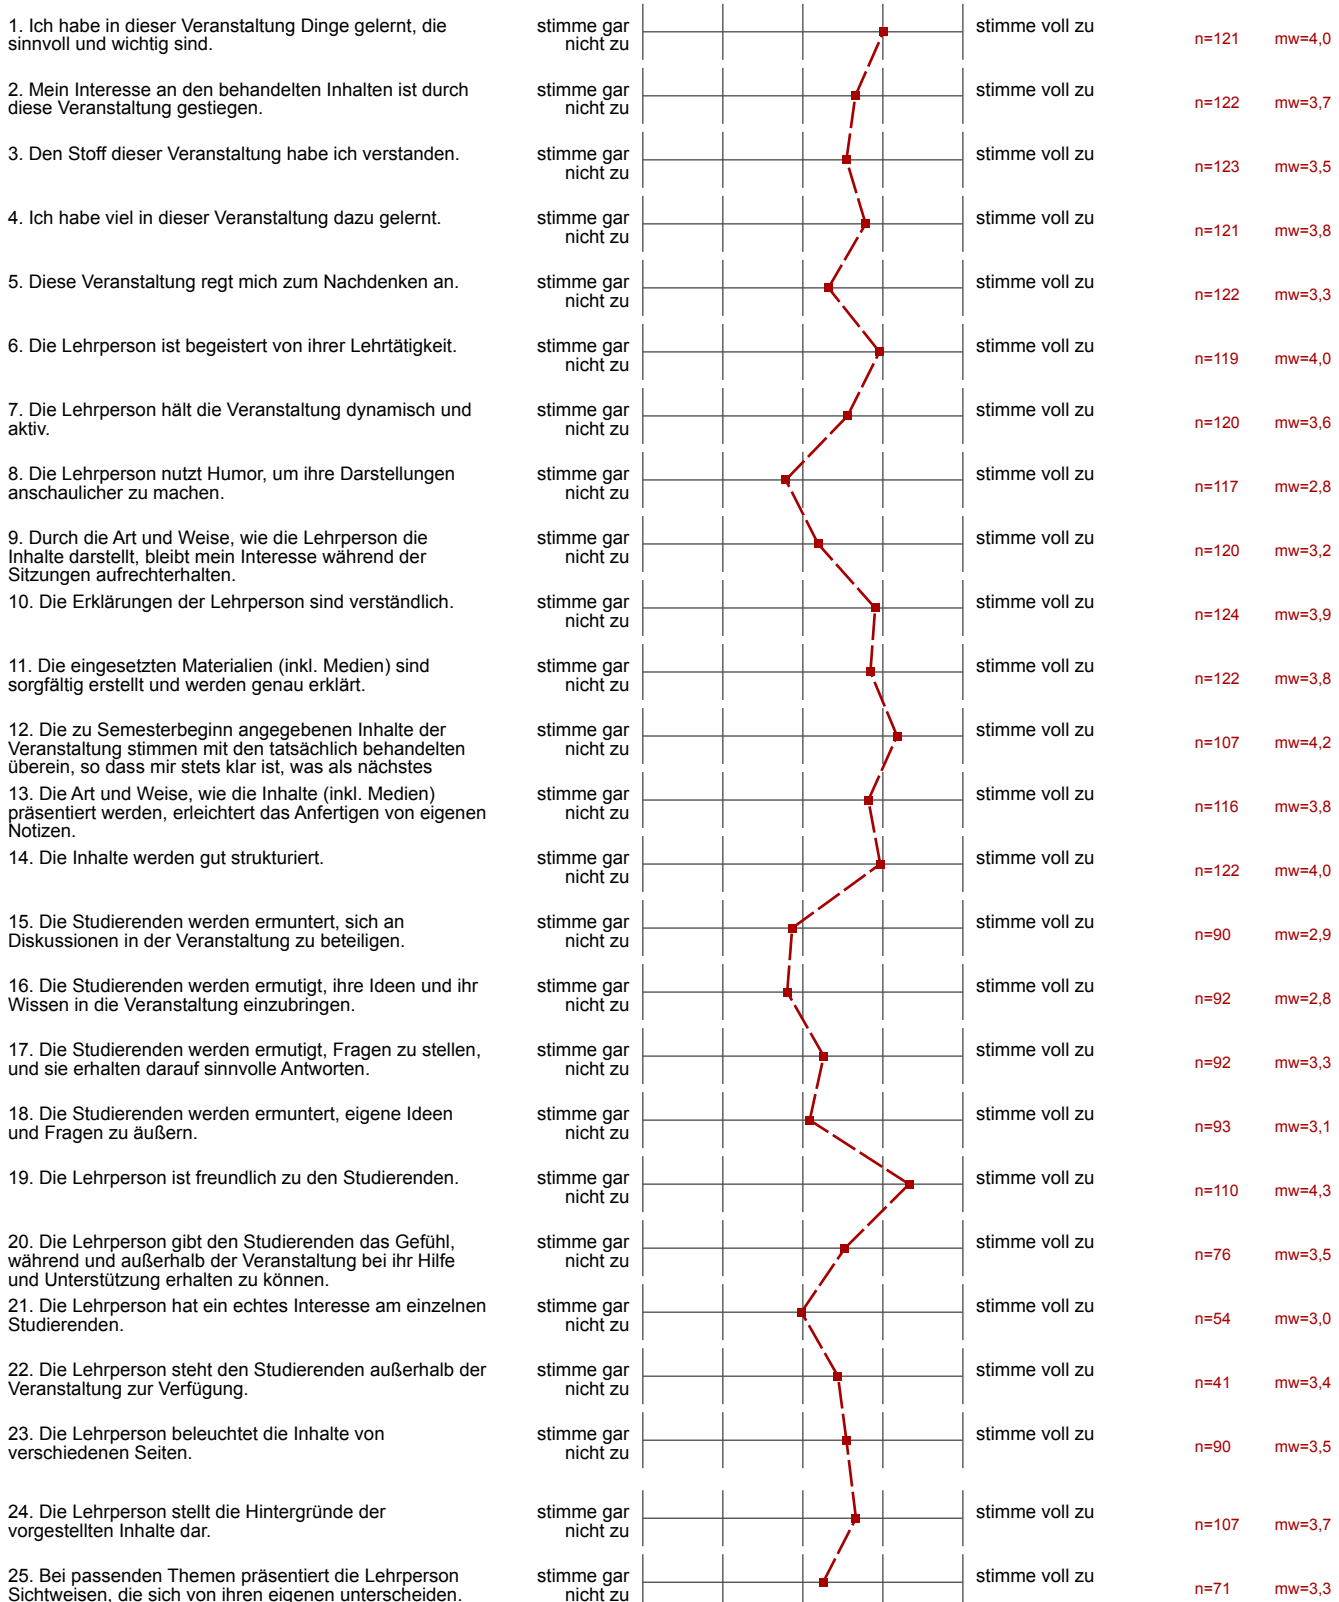 1. Ich habe in dieser Veranstaltung Dinge gelernt, die
sinnvoll und wichtig sind.
stimme gar
nicht zu
stimme voll zu
n=121 mw=4,0
2. Mein Interesse an den behandelten Inhalten ist durch
diese Veranstaltung gestiegen.
stimme gar
nicht zu
stimme voll zu
n=122 mw=3,7
3. Den Stoff dieser Veranstaltung habe ich verstanden.
stimme gar
nicht zu
stimme voll zu
n=123 mw=3,5
4. Ich habe viel in dieser Veranstaltung dazu gelernt.
stimme gar
nicht zu
stimme voll zu
n=121 mw=3,8
5. Diese Veranstaltung regt mich zum Nachdenken an.
stimme gar
nicht zu
stimme voll zu
n=122 mw=3,3
6. Die Lehrperson ist begeistert von ihrer Lehrtätigkeit.
stimme gar
nicht zu
stimme voll zu
n=119 mw=4,0
7. Die Lehrperson hält die Veranstaltung dynamisch und
aktiv.
stimme gar
nicht zu
stimme voll zu
n=120 mw=3,6
8. Die Lehrperson nutzt Humor, um ihre Darstellungen
anschaulicher zu machen.
stimme gar
nicht zu
stimme voll zu
n=117 mw=2,8
9. Durch die Art und Weise, wie die Lehrperson die
Inhalte darstellt, bleibt mein Interesse während der
Sitzungen aufrechterhalten.
stimme gar
nicht zu
stimme voll zu
n=120 mw=3,2
10. Die Erklärungen der Lehrperson sind verständlich.
stimme gar
nicht zu
stimme voll zu
n=124 mw=3,9
11. Die eingesetzten Materialien (inkl. Medien) sind
sorgfältig erstellt und werden genau erklärt.
stimme gar
nicht zu
stimme voll zu
n=122 mw=3,8
12. Die zu Semesterbeginn angegebenen Inhalte der
Veranstaltung stimmen mit den tatsächlich behandelten
überein, so dass mir stets klar ist, was als nächstes
stimme gar
nicht zu
stimme voll zu
n=107 mw=4,2
13. Die Art und Weise, wie die Inhalte (inkl. Medien)
präsentiert werden, erleichtert das Anfertigen von eigenen
Notizen.
stimme gar
nicht zu
stimme voll zu
n=116 mw=3,8
14. Die Inhalte werden gut strukturiert.
stimme gar
nicht zu
stimme voll zu
n=122 mw=4,0
15. Die Studierenden werden ermuntert, sich an
Diskussionen in der Veranstaltung zu beteiligen.
stimme gar
nicht zu
stimme voll zu
n=90 mw=2,9
16. Die Studierenden werden ermutigt, ihre Ideen und ihr
Wissen in die Veranstaltung einzubringen.
stimme gar
nicht zu
stimme voll zu
n=92 mw=2,8
17. Die Studierenden werden ermutigt, Fragen zu stellen,
und sie erhalten darauf sinnvolle Antworten.
stimme gar
nicht zu
stimme voll zu
n=92 mw=3,3
18. Die Studierenden werden ermuntert, eigene Ideen
und Fragen zu äußern.
stimme gar
nicht zu
stimme voll zu
n=93 mw=3,1
19. Die Lehrperson ist freundlich zu den Studierenden.
stimme gar
nicht zu
stimme voll zu
n=110 mw=4,3
20. Die Lehrperson gibt den Studierenden das Gefühl,
während und außerhalb der Veranstaltung bei ihr Hilfe
und Unterstützung erhalten zu können.
stimme gar
nicht zu
stimme voll zu
n=76 mw=3,5
21. Die Lehrperson hat ein echtes Interesse am einzelnen
Studierenden.
stimme gar
nicht zu
stimme voll zu
n=54 mw=3,0
22. Die Lehrperson steht den Studierenden außerhalb der
Veranstaltung zur Verfügung.
stimme gar
nicht zu
stimme voll zu
n=41 mw=3,4
23. Die Lehrperson beleuchtet die Inhalte von
verschiedenen Seiten.
stimme gar
nicht zu
stimme voll zu
n=90 mw=3,5
24. Die Lehrperson stellt die Hintergründe der
vorgestellten Inhalte dar.
stimme gar
nicht zu
stimme voll zu
n=107 mw=3,7
25. Bei passenden Themen präsentiert die Lehrperson
Sichtweisen, die sich von ihren eigenen unterscheiden.
stimme gar
nicht zu
stimme voll zu
n=71 mw=3,3